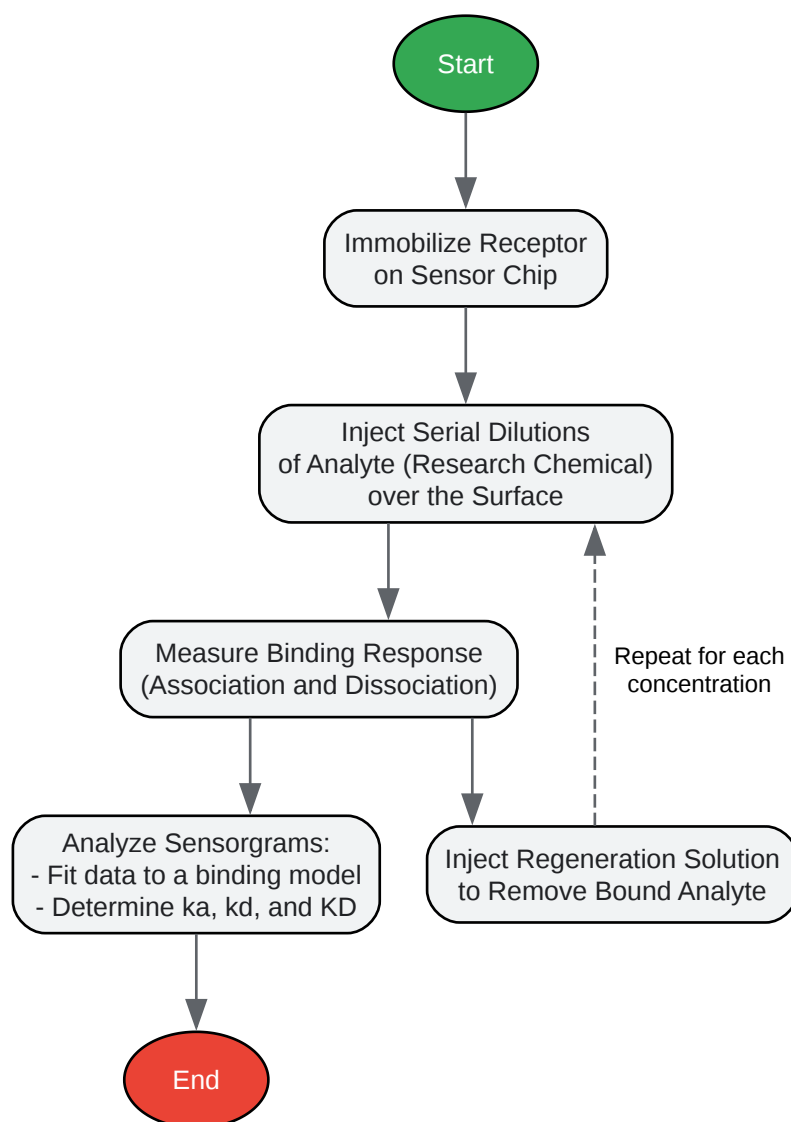 Start
Immobilize Receptor
on Sensor Chip
Inject Serial Dilutions
of Analyte (Research Chemical)
over the Surface
Measure Binding Response
(Association and Dissociation)
Repeat for each
concentration
Analyze Sensorgrams:
- Fit data to a binding model
- Determine ka, kd, and KD
Inject Regeneration Solution
to Remove Bound Analyte
End